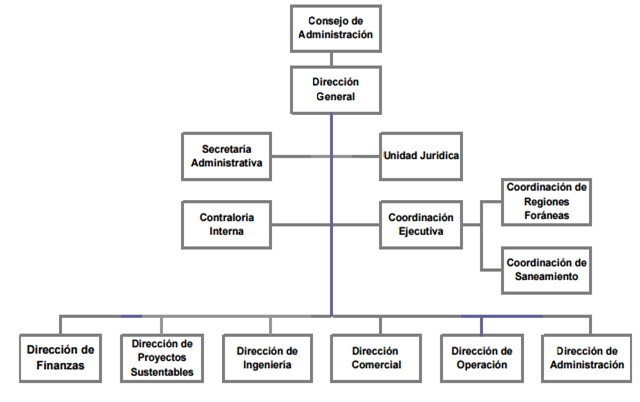 Consejo de
Administración
Dirección
General
Secretaría
Administrativa
Unidad Juridica
Contraloria
Interna
Coordinación
Ejecutiva
Coordinación de
Regiones
Foráneas
Coordinación de
Saneamiento
Dirección de
Finanzas
Dirección de
Proyectos
Sustentables
Dirección de
Ingeniería
Dirección
Comercial
Dirección de
Operación
Dirección de
Administración